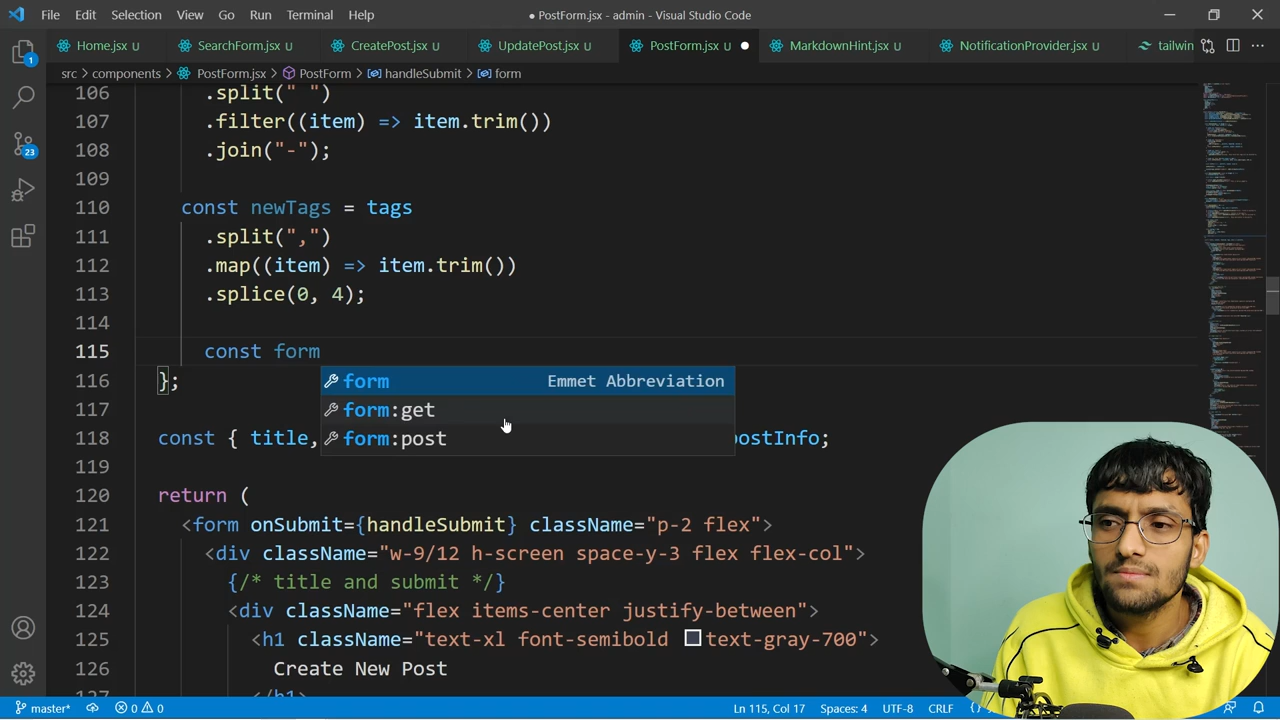 File Edit Selection View Go Run Terminal Help
● PostForm.jsx - admin - Visual Studio Code
Home.jsx U SearchForm.jsx U CreatePost.jsx U UpdatePost.jsx U PostForm.jsx U MarkdownHint.jsx U NotificationProvider.jsx U tailwin
src > components > PostForm.jsx > PostForm > handleSubmit > form
106 .split(" ")
107 .filter((item) => item.trim())
108 .join("-");
109
110 const newTags = tags
111 .split(",")
112 .map((item) => item.trim())
113 .splice(0, 4);
114
115 const form
form Emmet Abbreviation
form:get
form:post
116 };
117
118 const { title, postInfo;
119
120 return (
121 <form onSubmit={handleSubmit} className="p-2 flex">
122 <div className="w-9/12 h-screen space-y-3 flex flex-col">
123 {/* title and submit */}
124 <div className="flex items-center justify-between">
125 <h1 className="text-xl font-semibold text-gray-700">
126 Create New Post
127 </h1>
1
23
master* 0 0 Ln 115, Col 17 Spaces: 4 UTF-8 CRLF